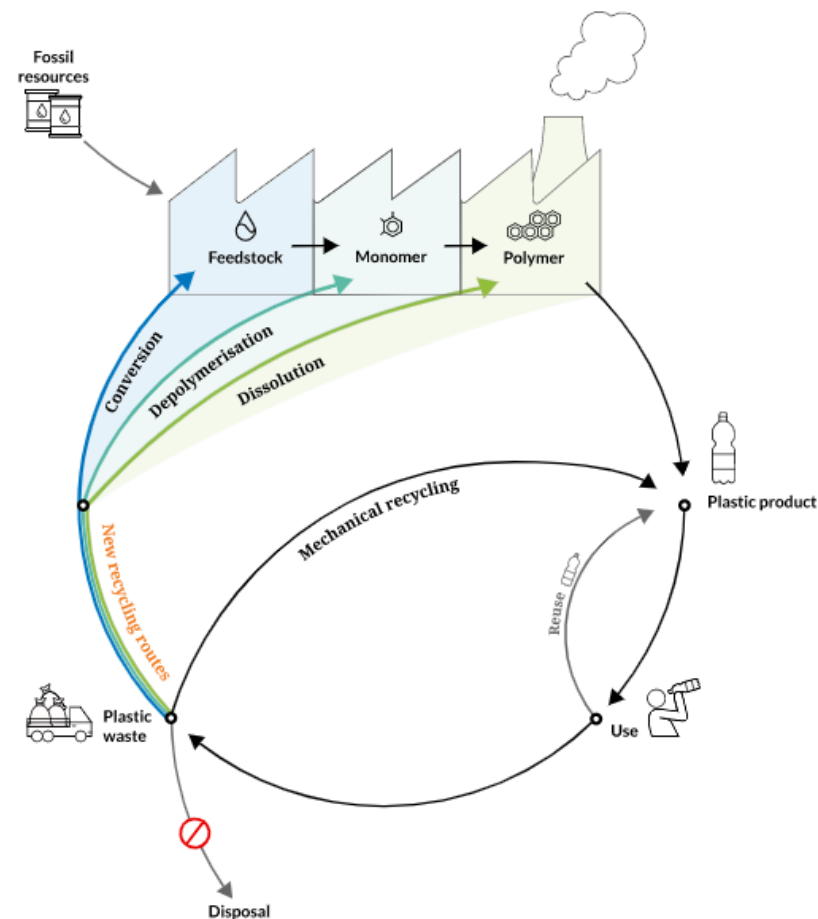 Fossil
resources
Feedstock
Monomer
Polymer
Conversion
Depolymerisation
Dissolution
Plastic product
Mechanical recycling
New recycling routes
Reuse
Plastic
waste
Use
Disposal